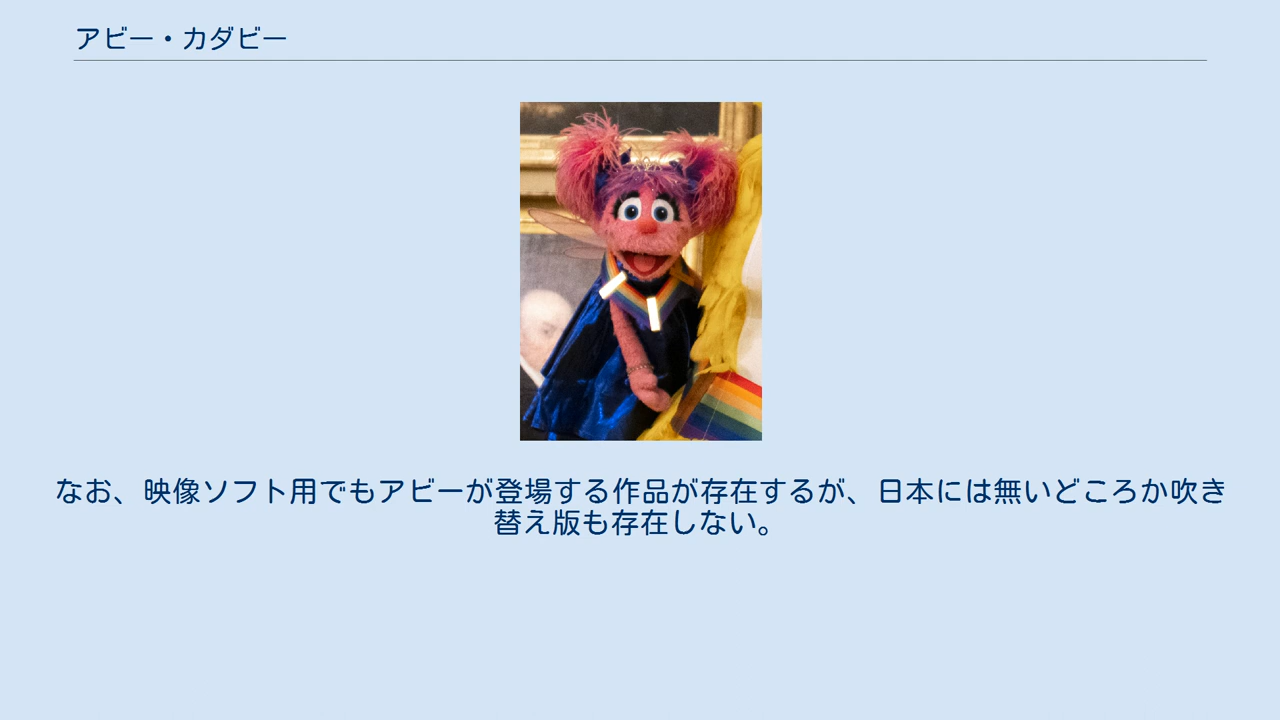 アビー・カダビー
なお、映像ソフト用でもアビーが登場する作品が存在するが、日本には無いどころか吹き
替え版も存在しない。